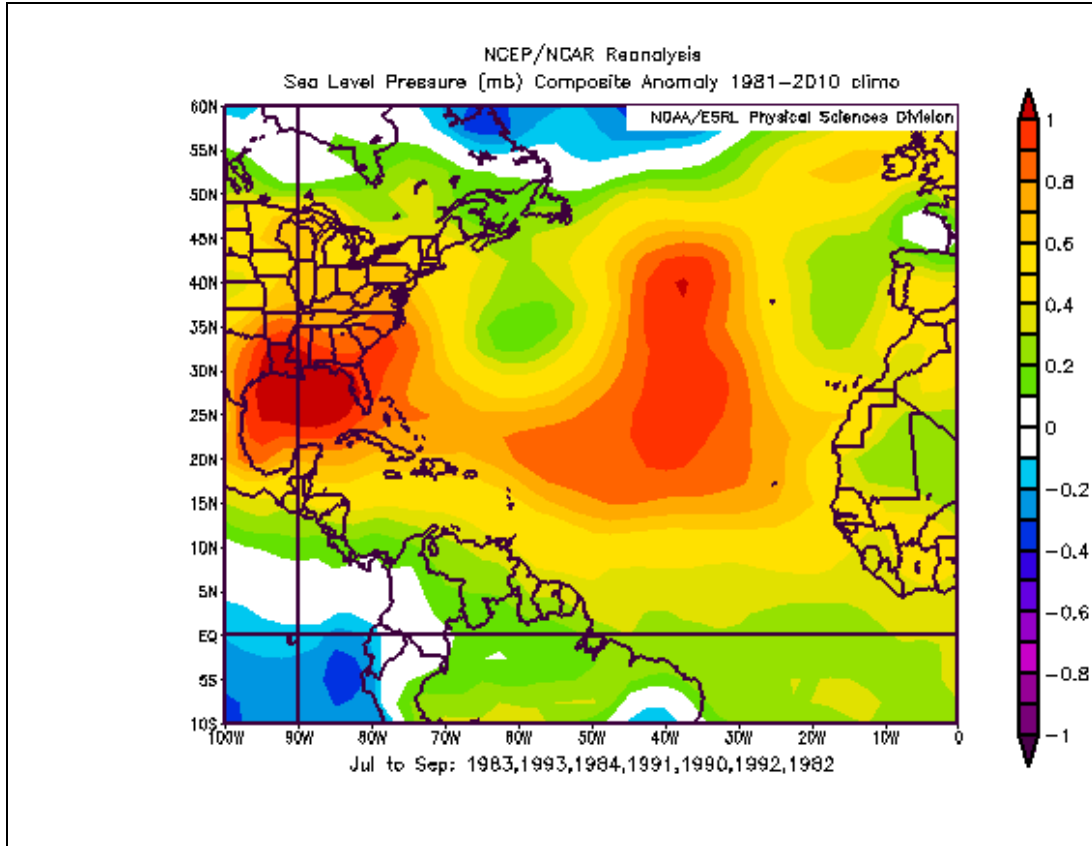 NCEP/NCAR Reanalysis
Sea Level Pressure (mb) Composite Anomaly 1981-2010 climo
NOAA/ESRL Physical Sciences Division
60N
55N
50N
45N
40N
35N
30N
25N
20N
15N
10N
5N
EQ
5S
10S
100W 90W 80W 70W 60W 50W 40W 30W 20W 10W 0
1
0.8
0.6
0.4
0.2
0
-0.2
-0.4
-0.6
-0.8
-1
Jul to Sep: 1983,1993,1984,1991,1990,1992,1982